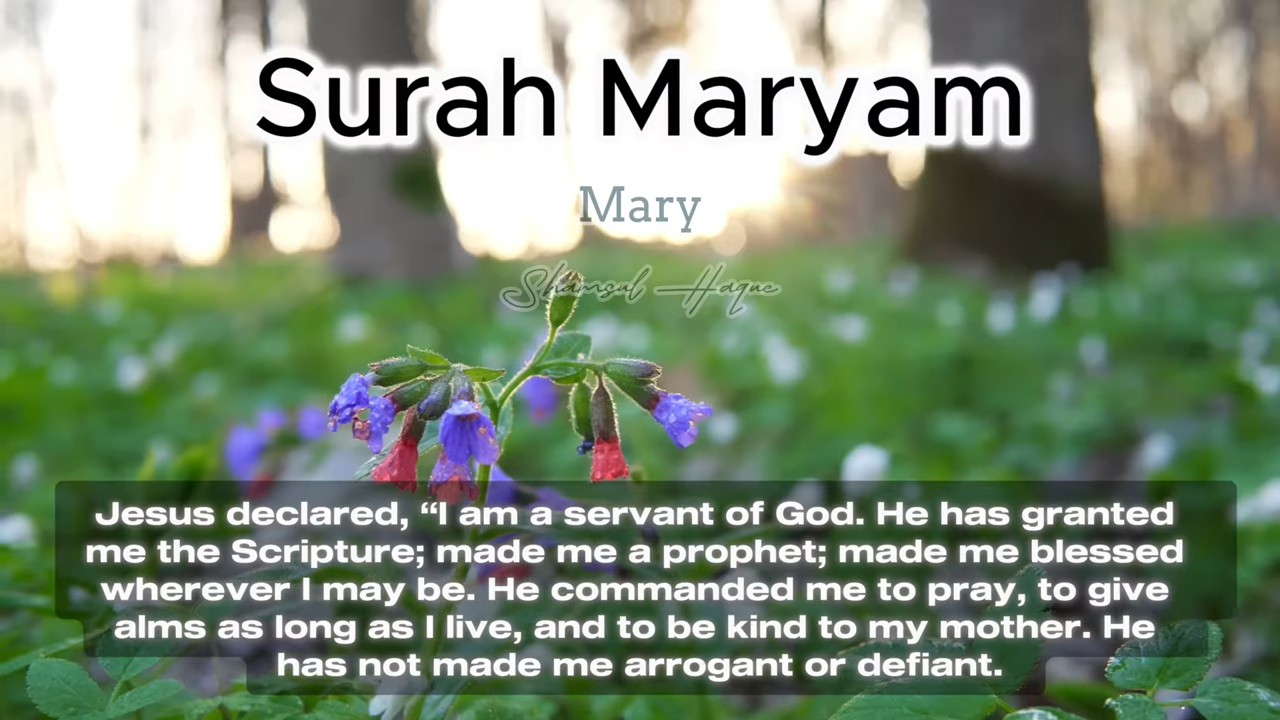 Surah Maryam
Mary
Shamsul Haque
Jesus declared, “I am a servant of God. He has granted
me the Scripture; made me a prophet; made me blessed
wherever I may be. He commanded me to pray, to give
alms as long as I live, and to be kind to my mother. He
has not made me arrogant or defiant.